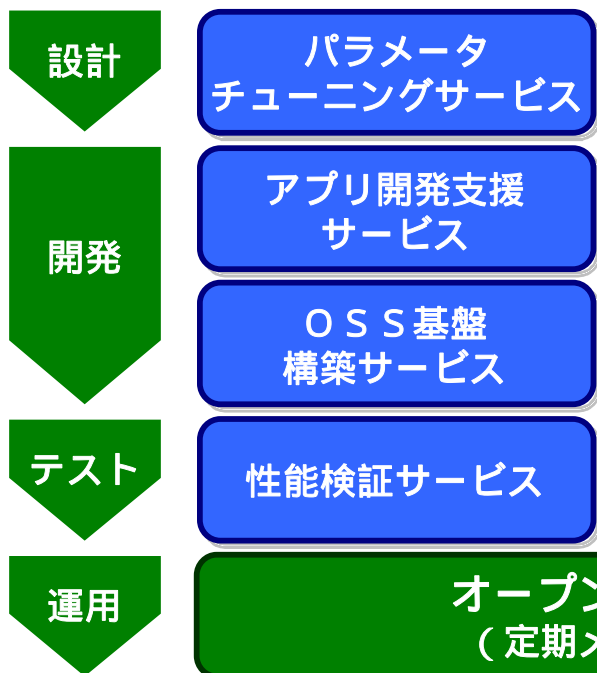 設計
パラメータ
チューニングサービス
開発
アプリ開発支援
サービス
ＯＳＳ基盤
構築サービス
テスト
性能検証サービス
運用
オープン
（定期メ